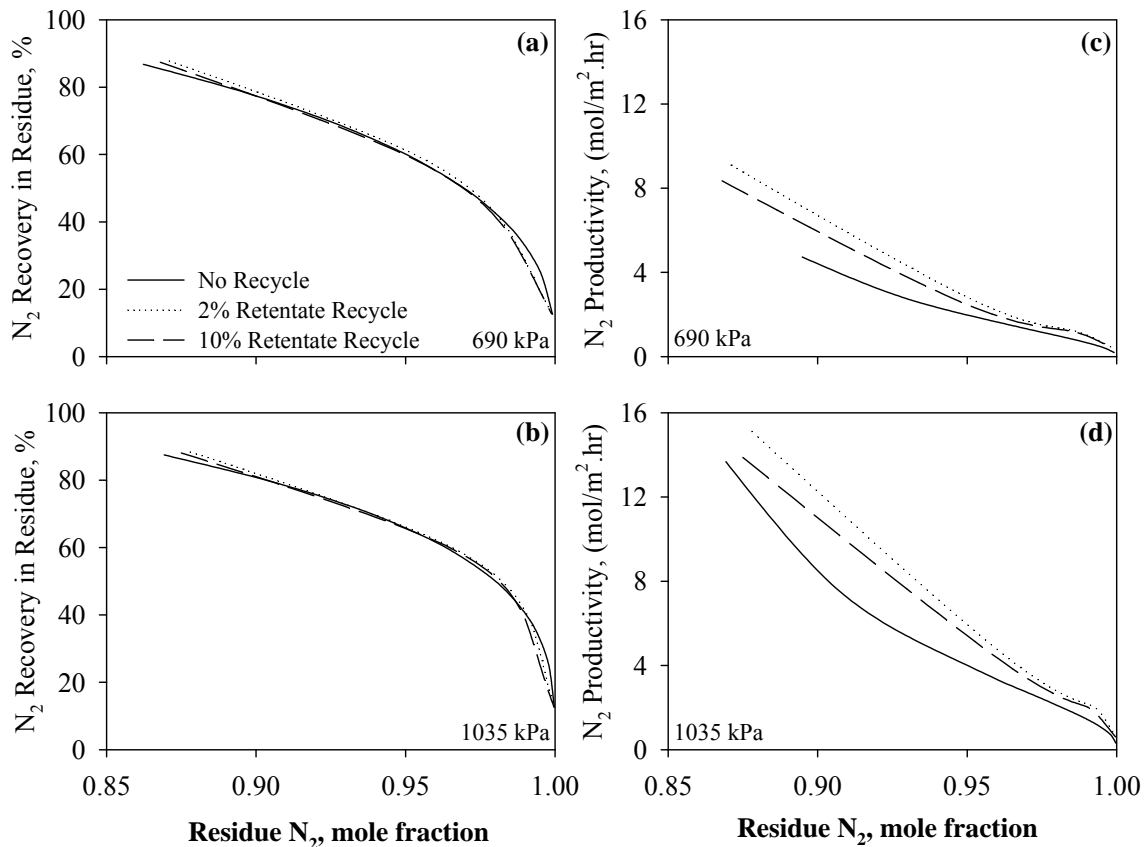 N2 Recovery in Residue, %
100
80
60
40
20
0
(a)
No Recycle
2% Retentate Recycle
10% Retentate Recycle
690 kPa
N2 Productivity, (mol/m2.hr)
16
12
8
4
0
(c)
690 kPa
N2 Recovery in Residue, %
100
80
60
40
20
0
(b)
1035 kPa
0.85 0.90 0.95 1.00
Residue N2, mole fraction
N2 Productivity, (mol/m2.hr)
16
12
8
4
0
(d)
1035 kPa
0.85 0.90 0.95 1.00
Residue N2, mole fraction